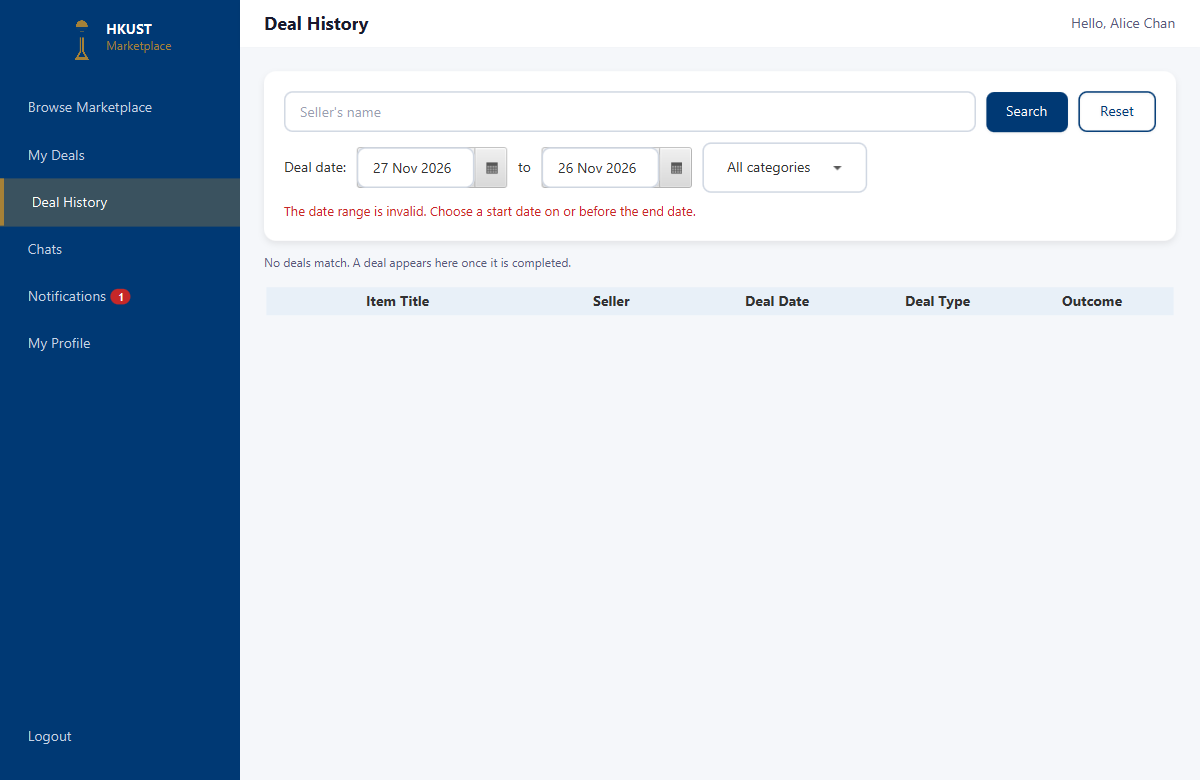 HKUST
Marketplace
Deal History
Hello, Alice Chan
Browse Marketplace
My Deals
Deal History
Chats
Notifications 1
My Profile
Logout
Seller's name
Search
Reset
Deal date: 27 Nov 2026 to 26 Nov 2026 All categories
The date range is invalid. Choose a start date on or before the end date.
No deals match. A deal appears here once it is completed.
Item Title Seller Deal Date Deal Type Outcome